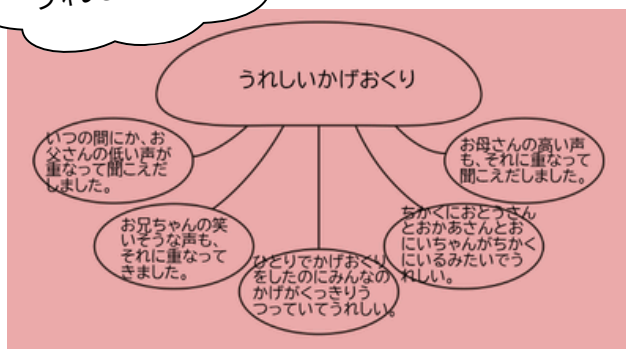 うれし
うれしいかげおくり
いつの間にか、お
父さんの低い声が
重なって聞こえだ
しました。
お兄ちゃんの笑
いそうな声も、
それに重なって
きました。
ひとりでかげおくり
をしたのにみんなの
かげがくっきりう
つっていてうれしい。
ちかくにおとうさん
とおかあさんとお
にいちゃんがちかく
にいるみたいでう
れしい。
お母さんの高い声
も、それに重なって
聞こえだしました。